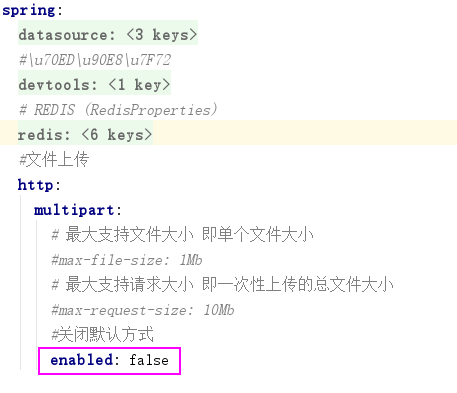 spring:
datasource: <3 keys>
#\u70ED\u90E8\u7F72
devtools: <1 key>
# REDIS (RedisProperties)
redis: <6 keys>
#文件上传
http:
multipart:
# 最大支持文件大小 即单个文件大小
#max-file-size: 1Mb
# 最大支持请求大小 即一次性上传的总文件大小
#max-request-size: 10Mb
#关闭默认方式
enabled: false